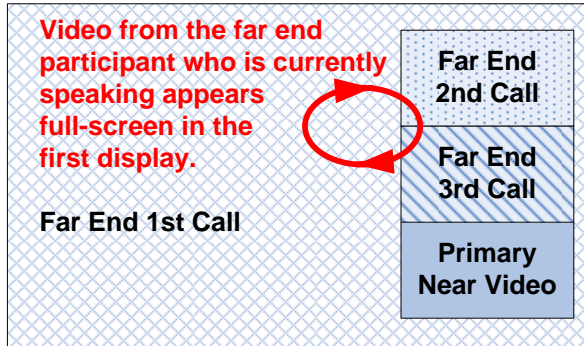 Video from the far end
participant who is currently
speaking appears
full-screen in the
first display.
Far End 1st Call
Far End
2nd Call
Far End
3rd Call
Primary
Near Video